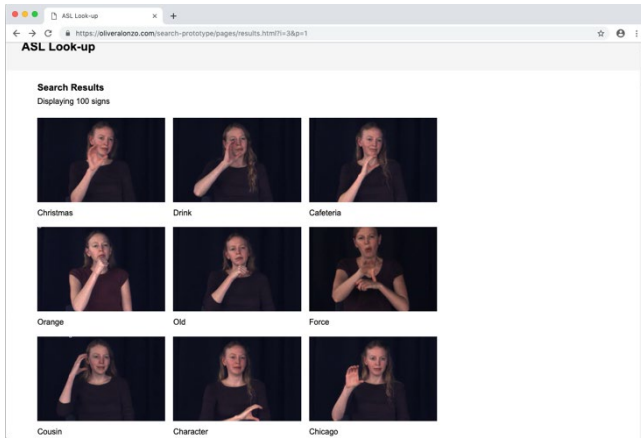 ASL Look-up
https://oliveralonzo.com/search-prototype/pages/results.html?i=3&p=1
ASL Look-up
Search Results
Displaying 100 signs
Christmas Drink Cafeteria
Orange Old Force
Cousin Character Chicago